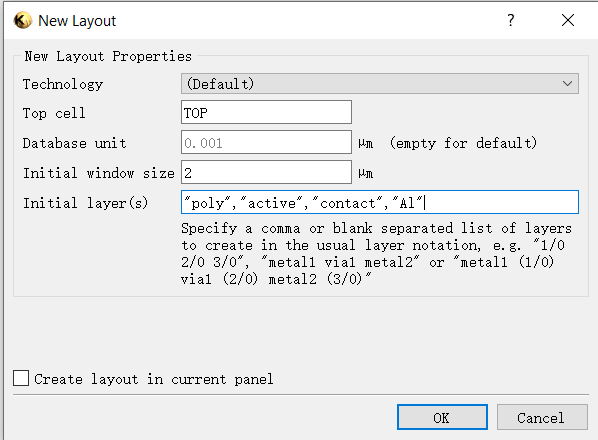 New Layout
New Layout Properties
Technology (Default)
Top cell TOP
Database unit 0.001 μm (empty for default)
Initial window size 2 μm
Initial layer(s) "poly","active","contact","Al"
Specify a comma or blank separated list of layers
to create in the usual layer notation, e.g. "1/0
2/0 3/0", "metal1 via1 metal2" or "metal1 (1/0)
via1 (2/0) metal2 (3/0)"
Create layout in current panel
OK Cancel